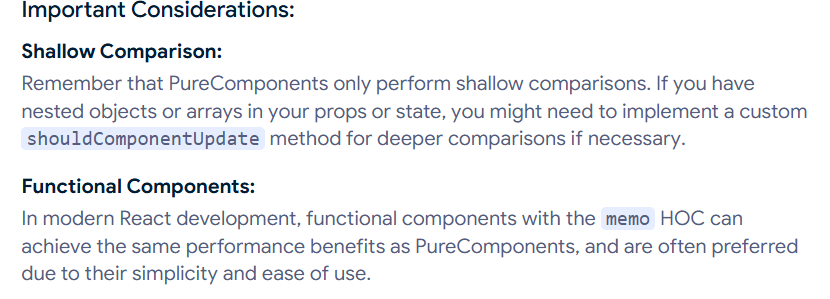 Important Considerations:
Shallow Comparison:
Remember that PureComponents only perform shallow comparisons. If you have
nested objects or arrays in your props or state, you might need to implement a custom
shouldComponentUpdate method for deeper comparisons if necessary.
Functional Components:
In modern React development, functional components with the memo HOC can
achieve the same performance benefits as PureComponents, and are often preferred
due to their simplicity and ease of use.